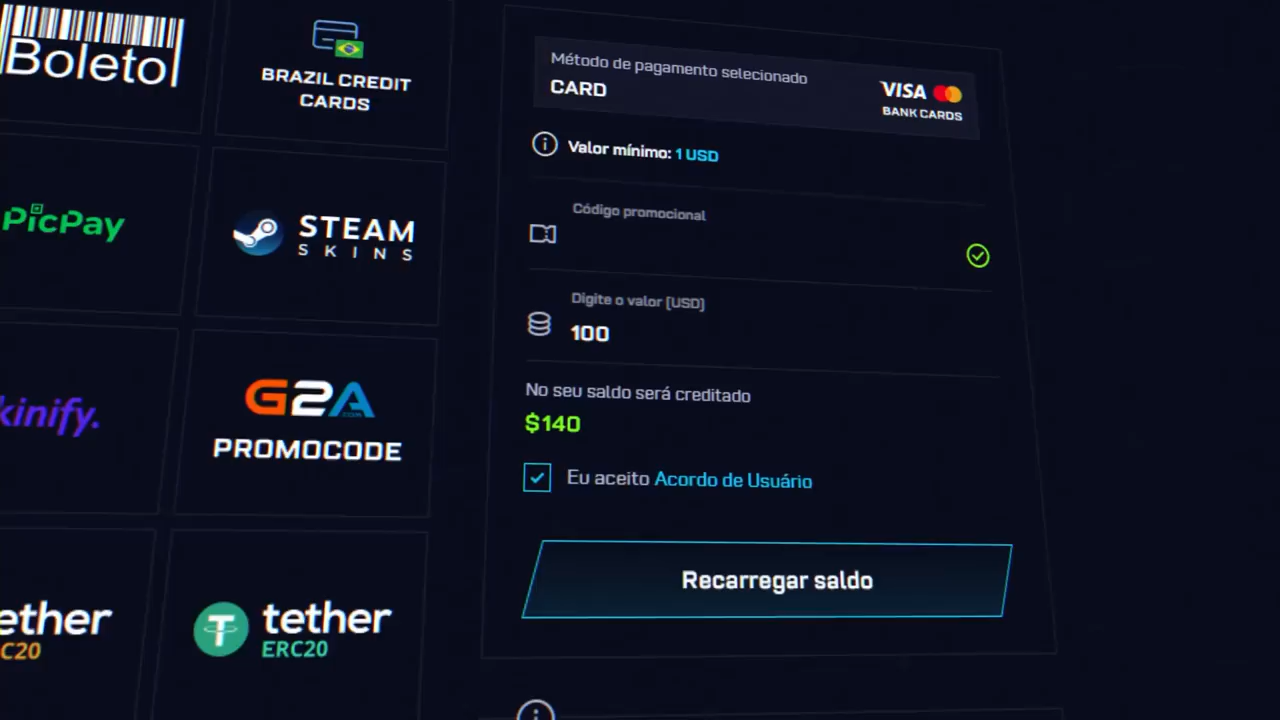 Boleto
BRAZIL CREDIT
CARDS
PicPay
STEAM
SKINS
kinify.
G2A
.COM
PROMOCODE
ether
C20
tether
ERC20
Método de pagamento selecionado
CARD
VISA
BANK CARDS
Valor mínimo: 1 USD
Código promocional
Digite o valor [USD]
100
No seu saldo será creditado
$140
Eu aceito Acordo de Usuário
Recarregar saldo